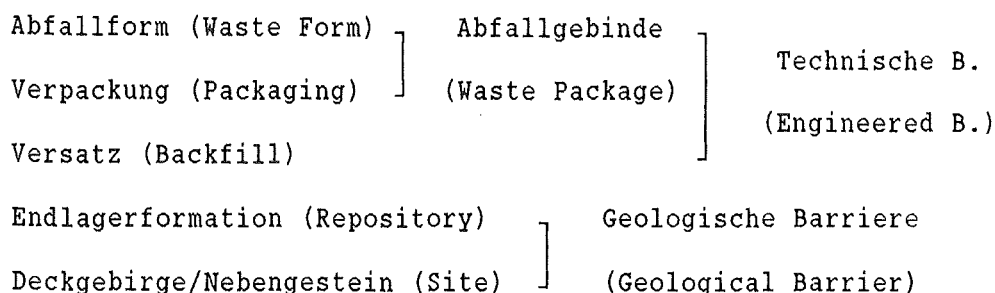 Abfallform (Waste Form) Abfallgebinde
Technische B.
Verpackung (Packaging) (Waste Package)
(Engineered B.)
Versatz (Backfill)
Endlagerformation (Repository) Geologische Barriere
Deckgebirge/Nebengestein (Site) (Geological Barrier)